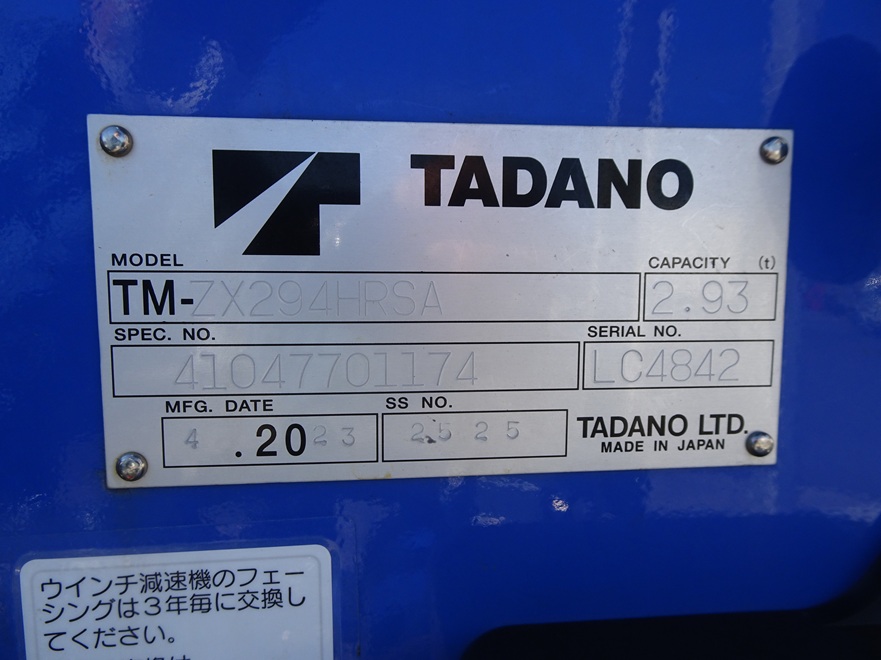 TADANO
MODEL
CAPACITY (t)
TM-ZX294HRSA
2.93
SPEC. NO.
SERIAL NO.
41047701174
LC4842
MFG. DATE
SS NO.
4 .2023
2525
TADANO LTD.
MADE IN JAPAN
ウインチ減速機のフェー
シングは3年毎に交換し
てください。